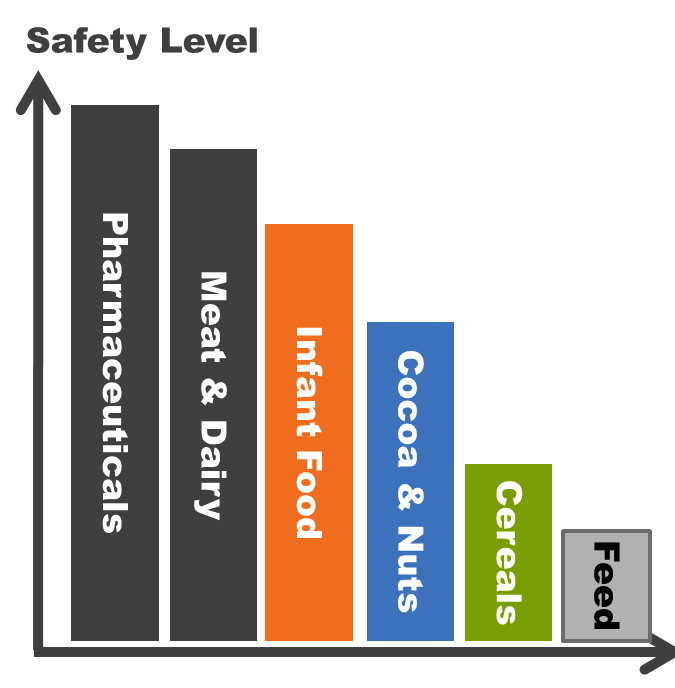 Safety Level
Pharmaceuticals
Meat & Dairy
Infant Food
Cocoa & Nuts
Cereals
Feed